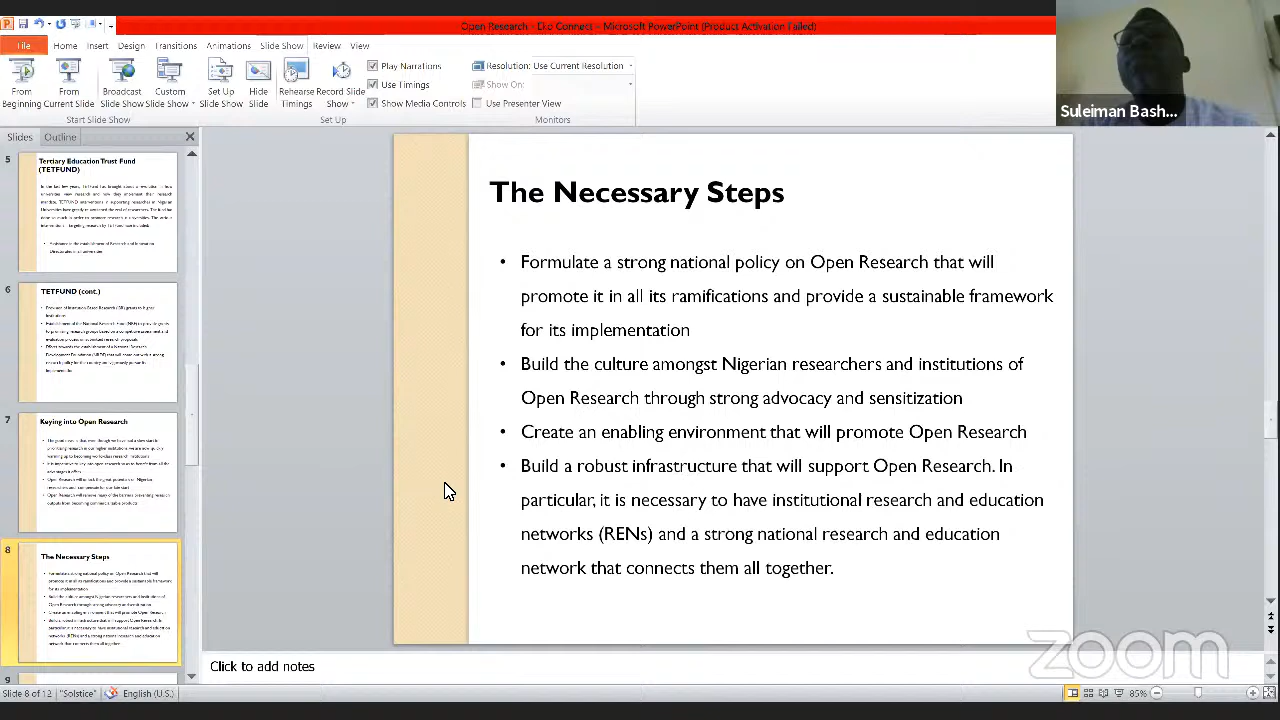 Open Research - Eko Connect - Microsoft PowerPoint (Product Activation Failed)
File Home Insert Design Transitions Animations Slide Show Review View
From Beginning
From Current Slide
Broadcast Slide Show
Custom Slide Show
Set Up Slide Show
Hide Slide
Rehearse Timings
Record Slide Show
Play Narrations
Use Timings
Show Media Controls
Resolution: Use Current Resolution
Show On:
Use Presenter View
Start Slide Show
Set Up
Monitors
Suleiman Bash...
Slides Outline
5
Tertiary Education Trust Fund
(TETFUND)
6
TETFUND (cont.)
7
Keying into Open Research
8
The Necessary Steps
9
The Necessary Steps
• Formulate a strong national policy on Open Research that will
promote it in all its ramifications and provide a sustainable framework
for its implementation
• Build the culture amongst Nigerian researchers and institutions of
Open Research through strong advocacy and sensitization
• Create an enabling environment that will promote Open Research
• Build a robust infrastructure that will support Open Research. In
particular, it is necessary to have institutional research and education
networks (RENs) and a strong national research and education
network that connects them all together.
Click to add notes
zoom
Slide 8 of 12 "Solstice" English (U.S.) 85%